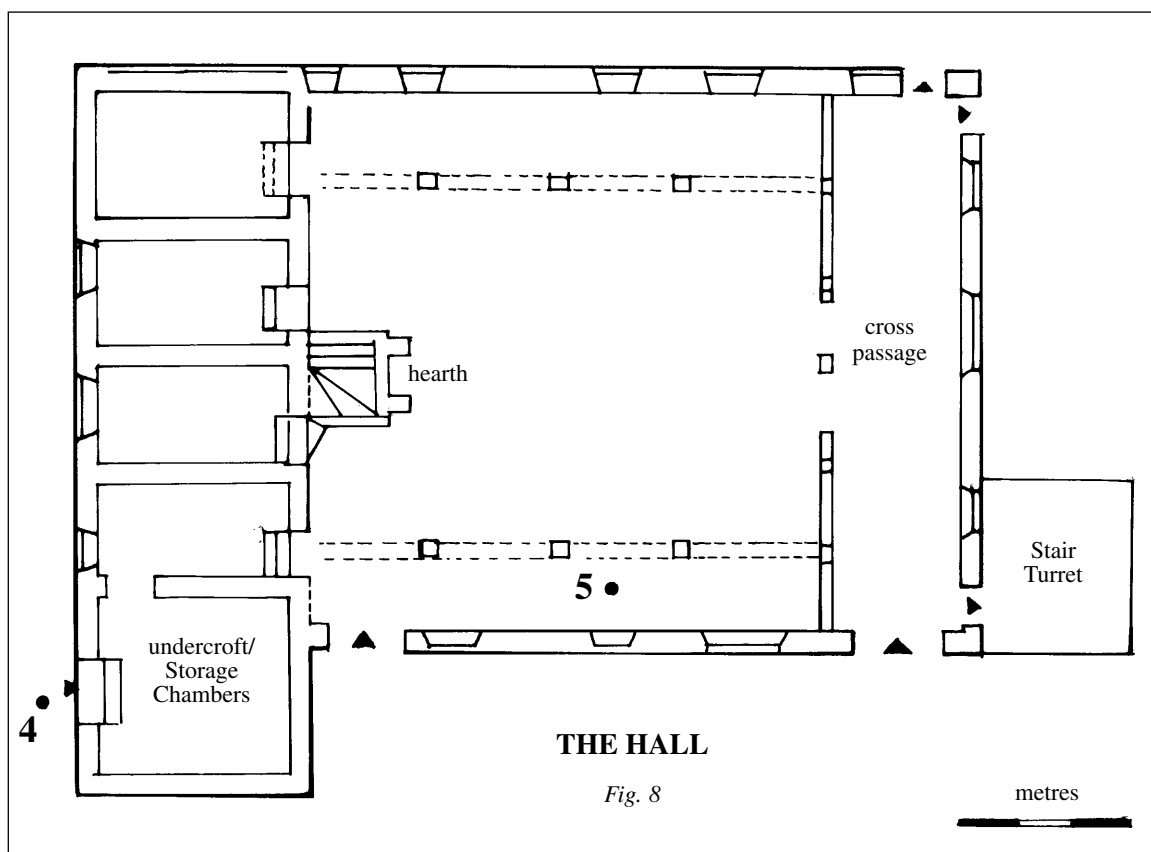 hearth
cross
passage
Stair
Turret
5
undercroft/
Storage
Chambers
4
THE HALL
Fig. 8
metres